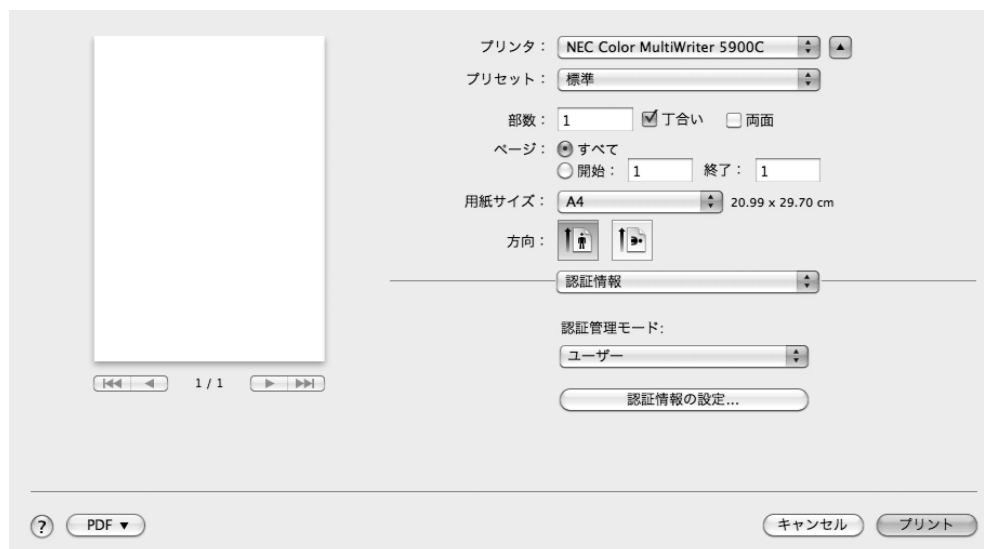 プリンタ： NEC Color MultiWriter 5900C
プリセット： 標準
部数： 1 丁合い 両面
ページ： すべて
開始： 1 終了： 1
用紙サイズ： A4 20.99 x 29.70 cm
方向：
認証情報
認証管理モード:
ユーザー
認証情報の設定...
1 / 1
? PDF ▼ キャンセル プリント